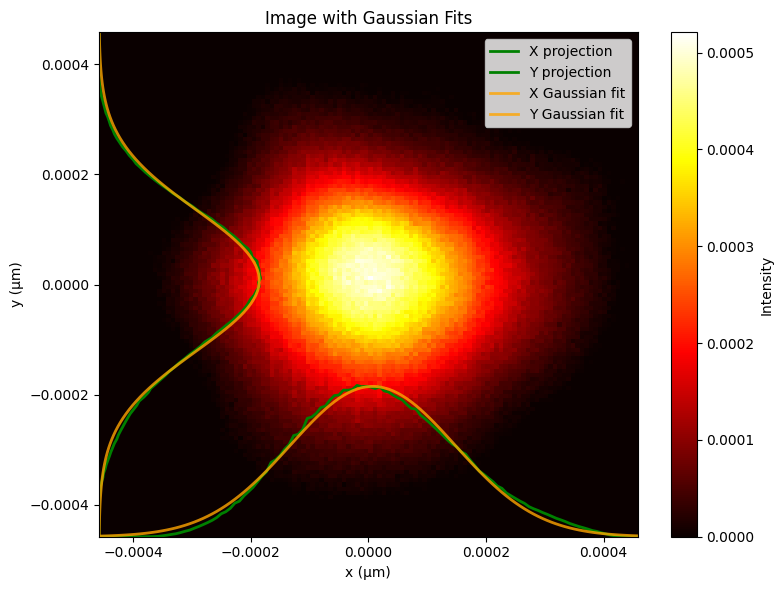 Image with Gaussian Fits
X projection
Y projection
X Gaussian fit
Y Gaussian fit
0.0004
0.0002
0.0000
−0.0002
−0.0004
y (μm)
−0.0004
−0.0002
0.0000
0.0002
0.0004
x (μm)
0.0005
0.0004
0.0003
0.0002
0.0001
0.0000
Intensity